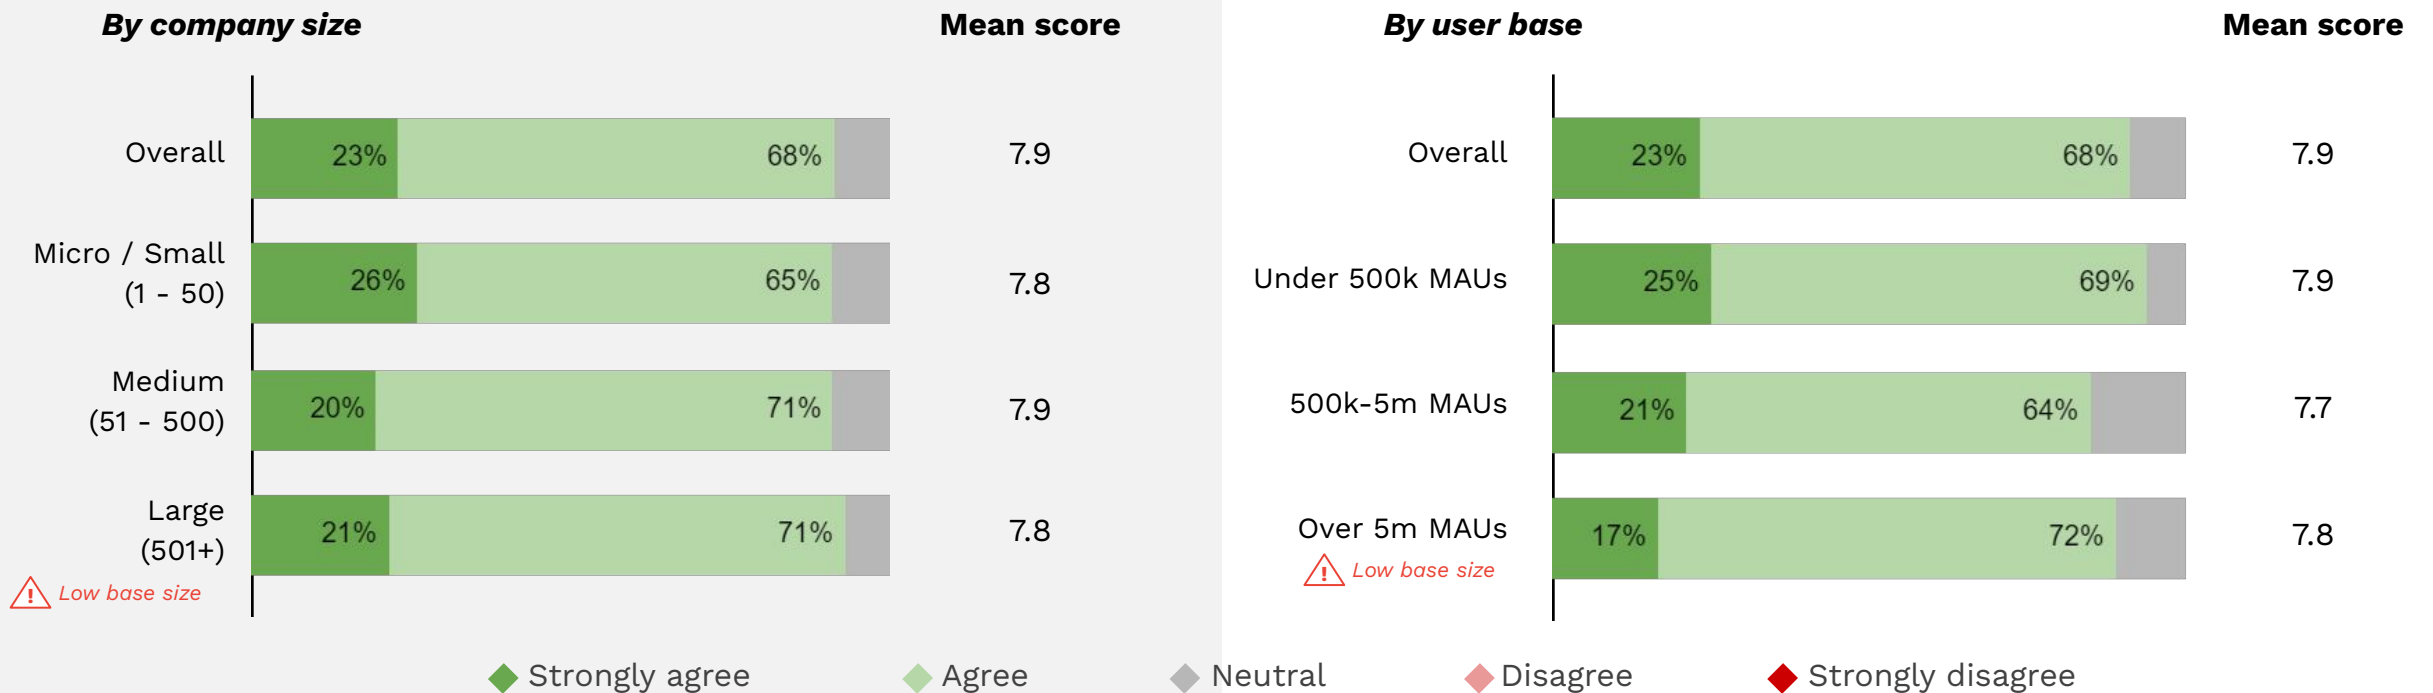 By company size
Mean score
Overall
23%
68%
7.9
Micro / Small
(1 - 50)
26%
65%
7.8
Medium
(51 - 500)
20%
71%
7.9
Large
(501+)
21%
71%
7.8
! Low base size
By user base
Mean score
Overall
23%
68%
7.9
Under 500k MAUs
25%
69%
7.9
500k-5m MAUs
21%
64%
7.7
Over 5m MAUs
17%
72%
7.8
! Low base size
Strongly agree
Agree
Neutral
Disagree
Strongly disagree